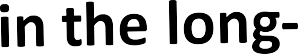 in the long-